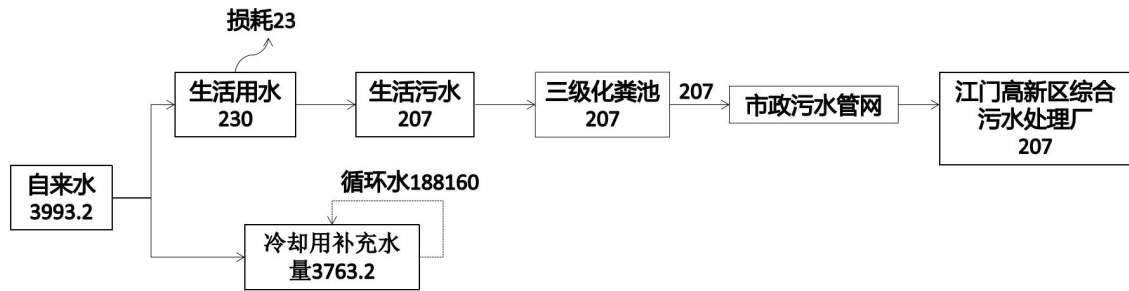 损耗23
生活用水
230
生活污水
207
三级化粪池
207
207
市政污水管网
江门高新区综合
污水处理厂
207
自来水
3993.2
循环水188160
冷却用补充水
量3763.2